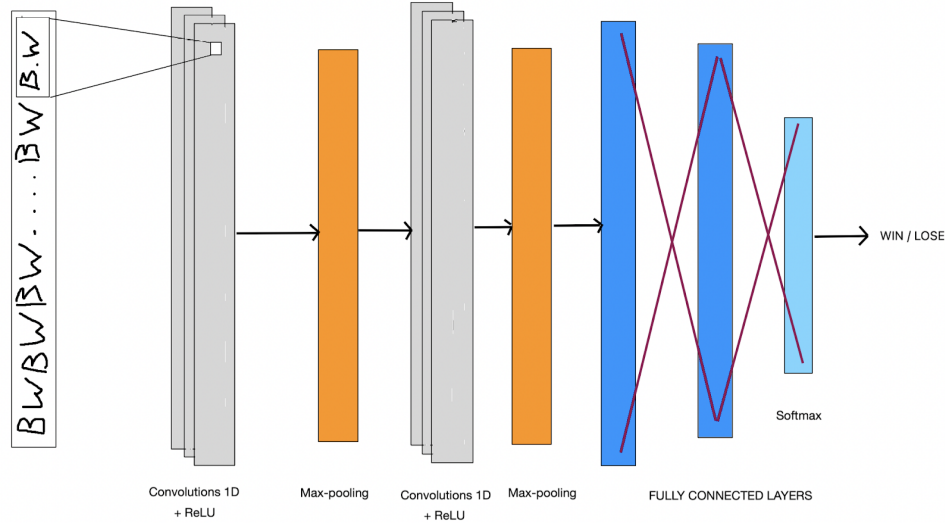 BWBWBW.....BW B.W
WIN / LOSE
Softmax
Convolutions 1D
+ ReLU
Max-pooling
Convolutions 1D
+ ReLU
Max-pooling
FULLY CONNECTED LAYERS